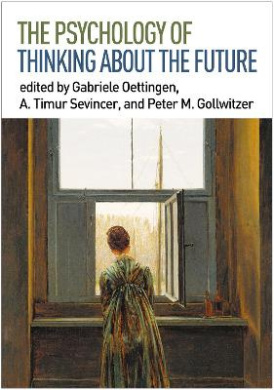 THE PSYCHOLOGY OF
THINKING ABOUT THE FUTURE
edited by Gabriele Oettingen,
A. Timur Sevincer, and Peter M. Gollwitzer